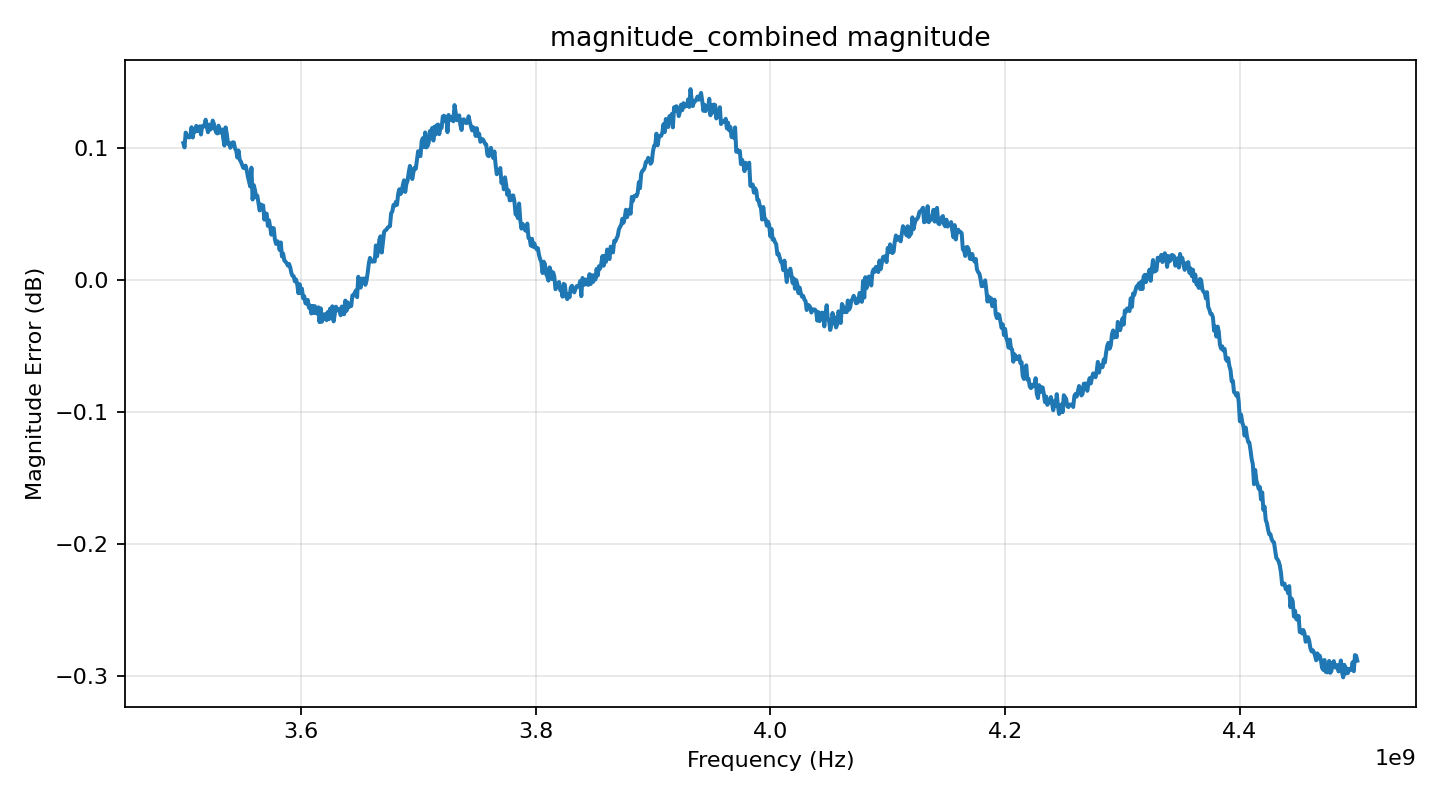 magnitude_combined magnitude
Magnitude Error (dB)
0.1
0.0
−0.1
−0.2
−0.3
3.6 3.8 4.0 4.2 4.4
1e9
Frequency (Hz)